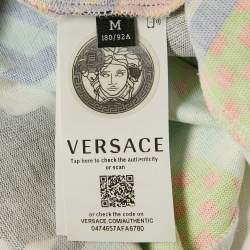 M
180/92A
VERSACE
Tap here to check the authenticity
or scan
or check the code on
VERSACE.COM/AUTHENTIC
0474657AFA6780